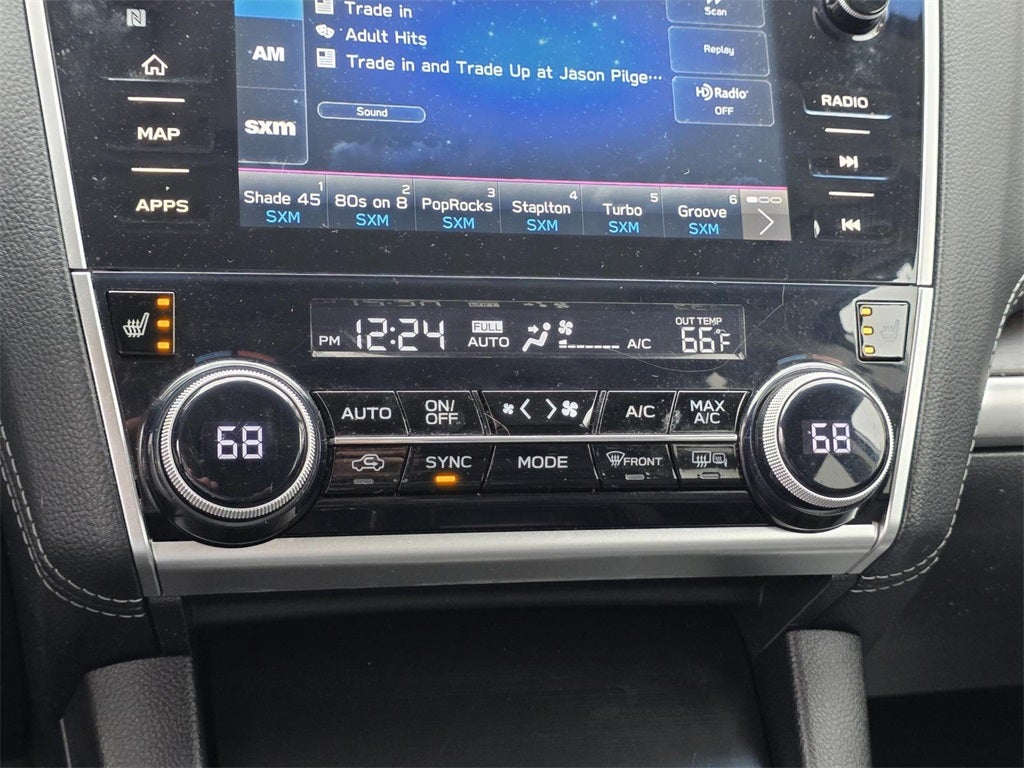 Trade in
Scan
AM
Adult Hits
Replay
Trade in and Trade Up at Jason Pilge…
HD Radio
OFF
RADIO
Sound
MAP
sxm
APPS
Shade 45 1
SXM
80s on 8 2
SXM
PopRocks 3
SXM
Staplton 4
SXM
Turbo 5
SXM
Groove 6
SXM
PM 12:24
FULL
AUTO
A/C
OUT TEMP
66°F
68
AUTO
ON/
OFF
A/C
MAX
A/C
68
SYNC
MODE
FRONT